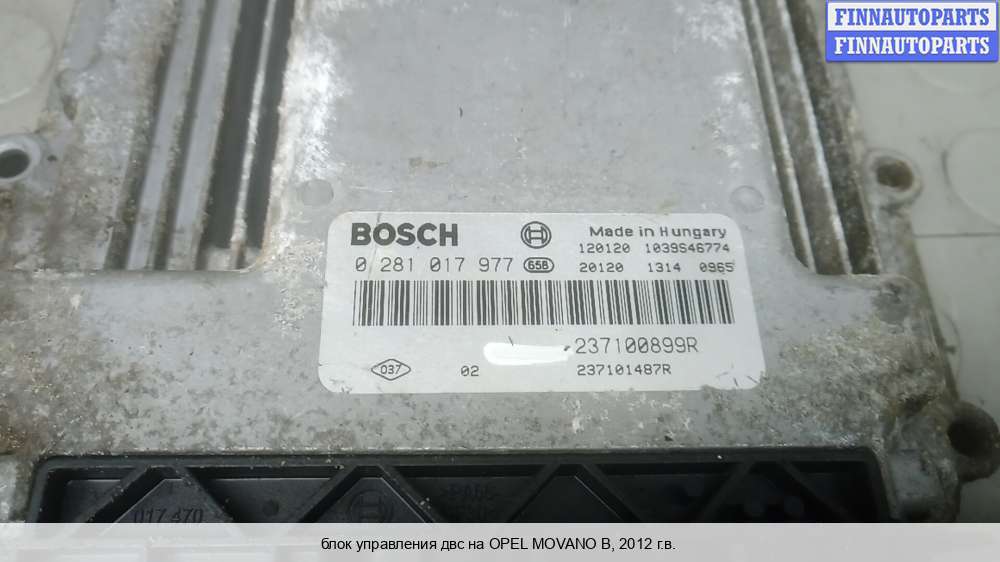 FINNAUTOPARTS
FINNAUTOPARTS
BOSCH
Made in Hungary
120120 1039S46774
0 281 017 977 65B
20120 1314 0965
237100899R
037
02
237101487R
017 470
блок управления двс на OPEL MOVANO B, 2012 г.в.